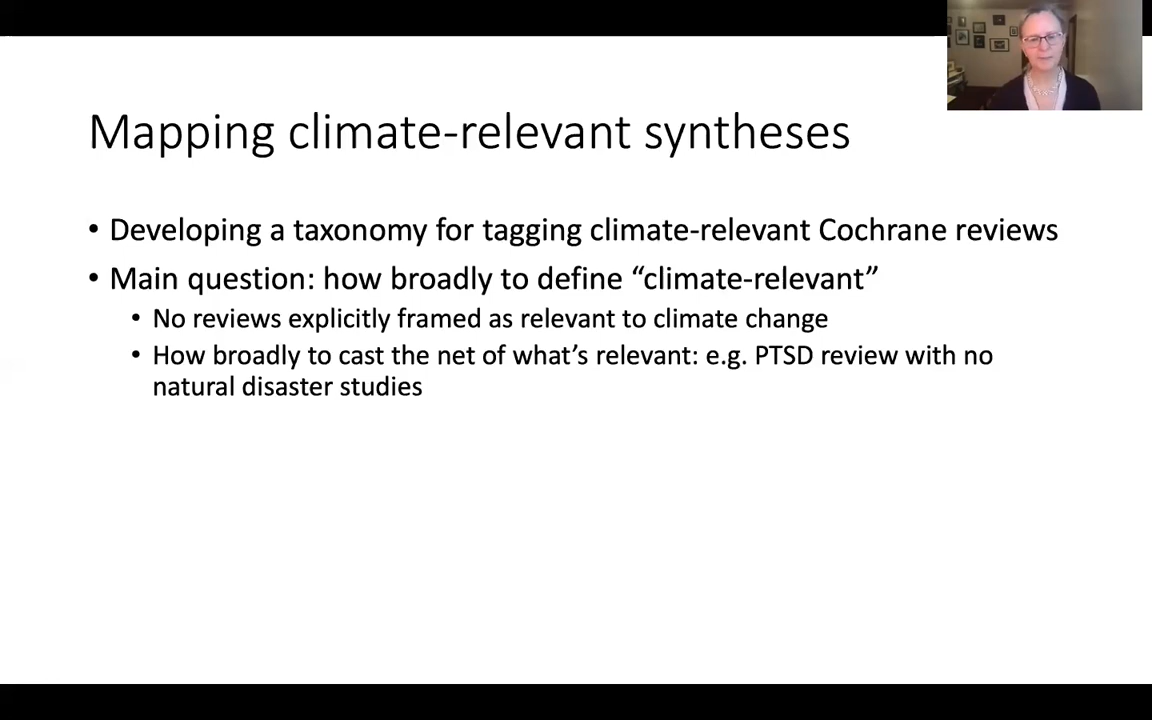 Mapping climate-relevant syntheses
• Developing a taxonomy for tagging climate-relevant Cochrane reviews
• Main question: how broadly to define “climate-relevant”
• No reviews explicitly framed as relevant to climate change
• How broadly to cast the net of what’s relevant: e.g. PTSD review with no
natural disaster studies